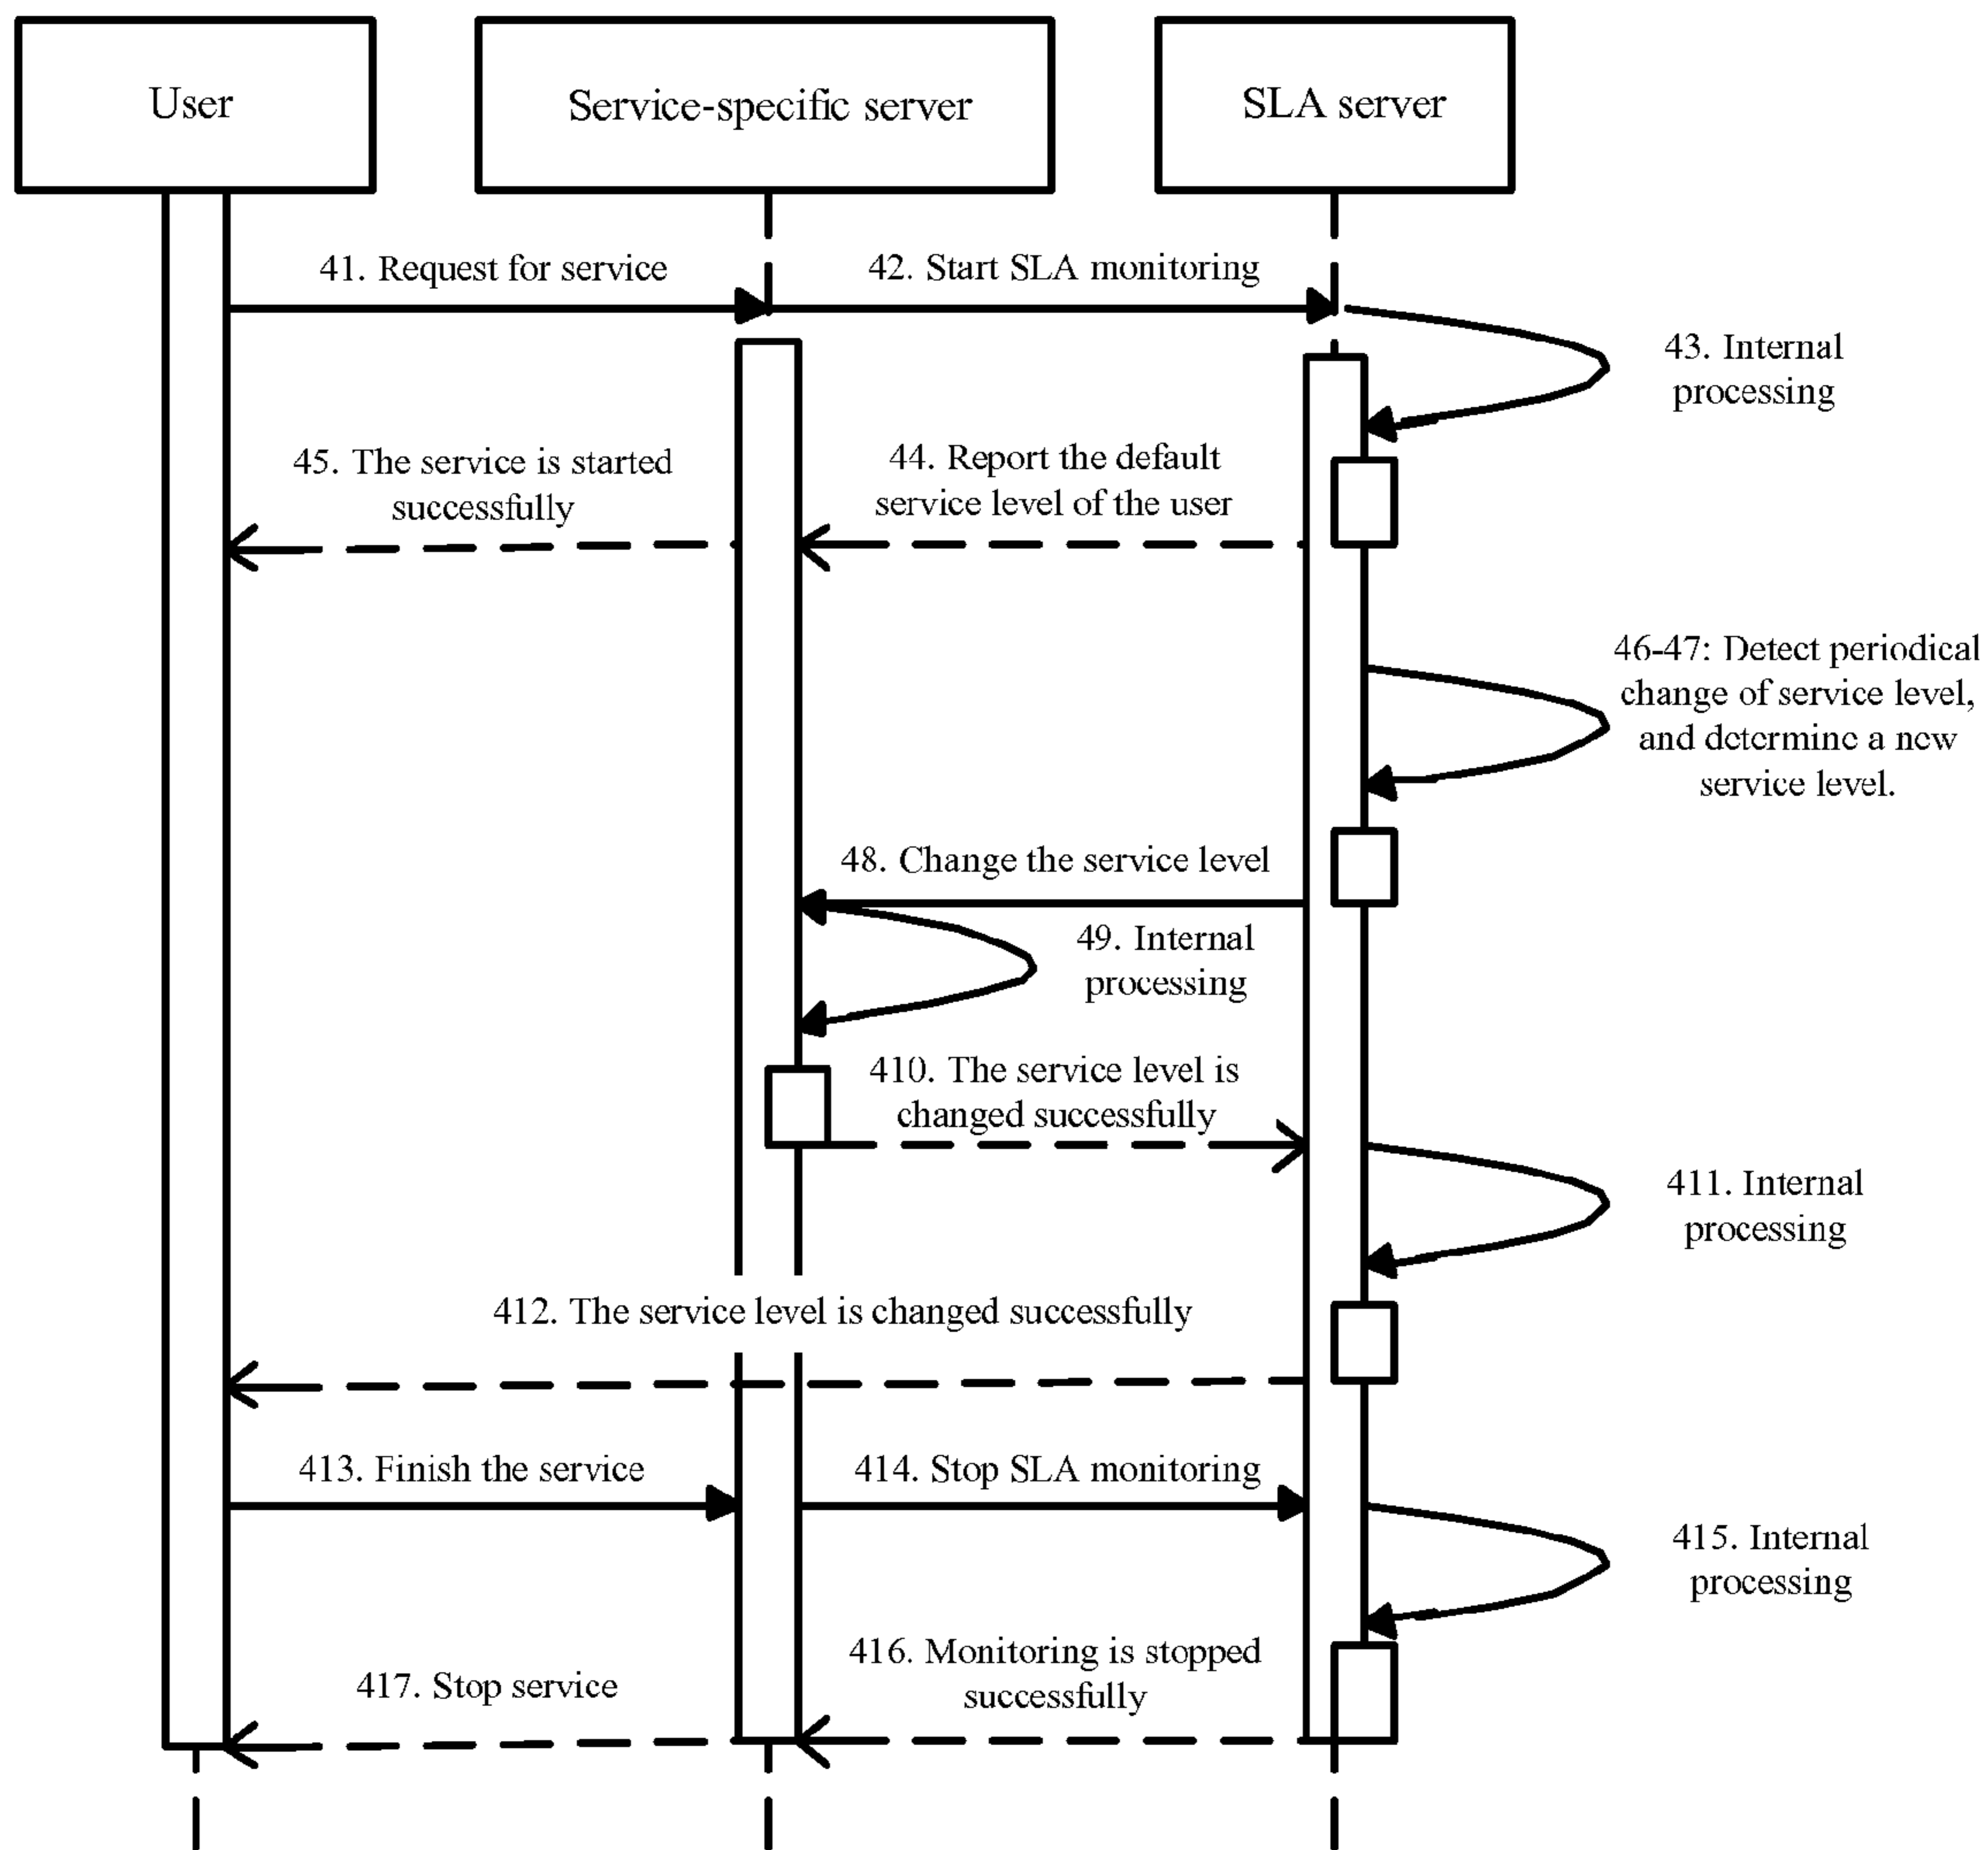 User
Service-specific server
SLA server
41. Request for service
42. Start SLA monitoring
43. Internal
processing
45. The service is started
successfully
44. Report the default
service level of the user
46-47: Detect periodical
change of service level,
and determine a new
service level.
48. Change the service level
49. Internal
processing
410. The service level is
changed successfully
411. Internal
processing
412. The service level is changed successfully
413. Finish the service
414. Stop SLA monitoring
415. Internal
processing
417. Stop service
416. Monitoring is stopped
successfully